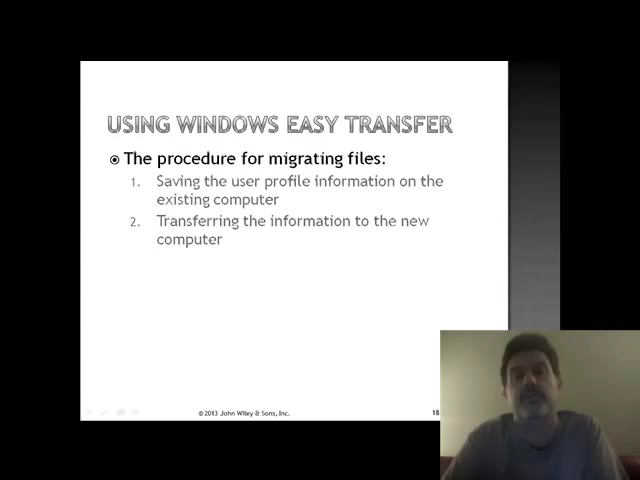 USING WINDOWS EASY TRANSFER
The procedure for migrating files:
1. Saving the user profile information on the
existing computer
2. Transferring the information to the new
computer
© 2013 John Wiley & Sons, Inc.
18